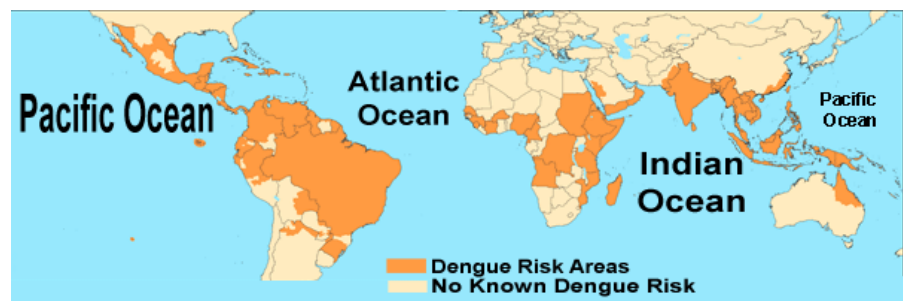 Atlantic
Ocean
Pacific Ocean
Pacific
Ocean
Indian
Ocean
Dengue Risk Areas
No Known Dengue Risk